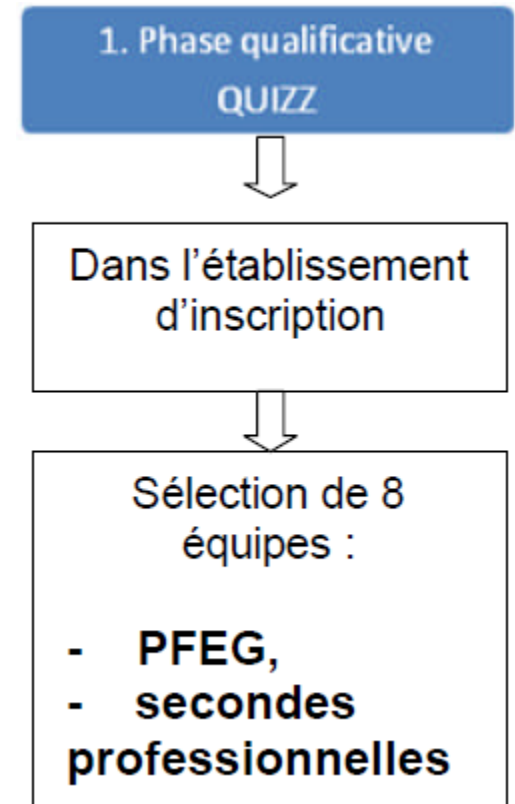 1. Phase qualificative
QUIZZ
Dans l'établissement
d'inscription
Sélection de 8
équipes :
- PFEG,
- secondes
professionnelles